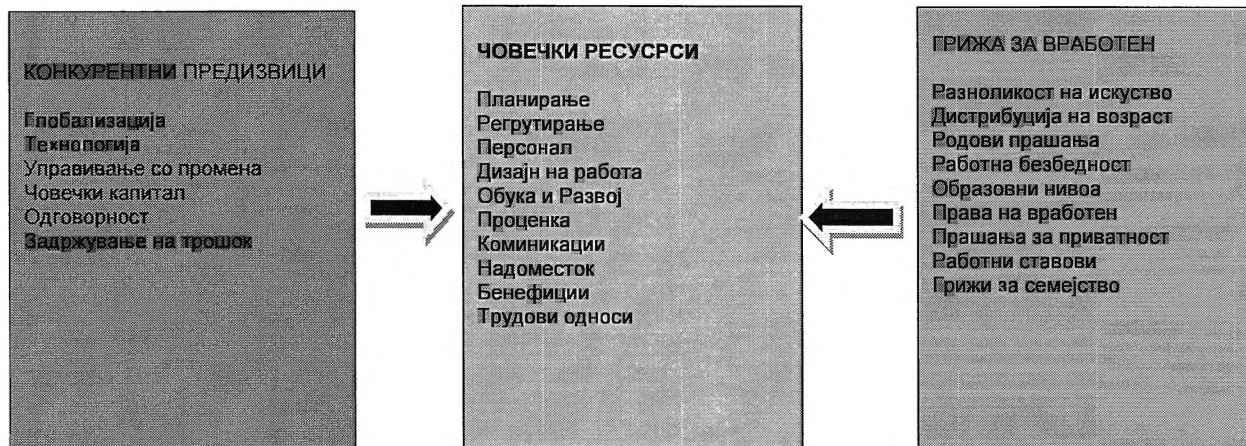 КОНКУРЕНТНИ ПРЕДИЗВИЦИ
Глобализација
Технологија
Управивање со промена
Човечки капитал
Одговорност
Задржување на трошок
ЧОВЕЧКИ РЕСУСРСИ
Планирање
Регрутирање
Персонал
Дизајн на работа
Обука и Развој
Проценка
Коминикации
Надоместок
Бенефиции
Трудови односи
ГРИЖА ЗА ВРАБОТЕН
Разноликост на искуство
Дистрибуција на возраст
Родови прашања
Работна безбедност
Образовни нивоа
Права на вработен
Прашања за приватност
Работни ставови
Грижи за семејство